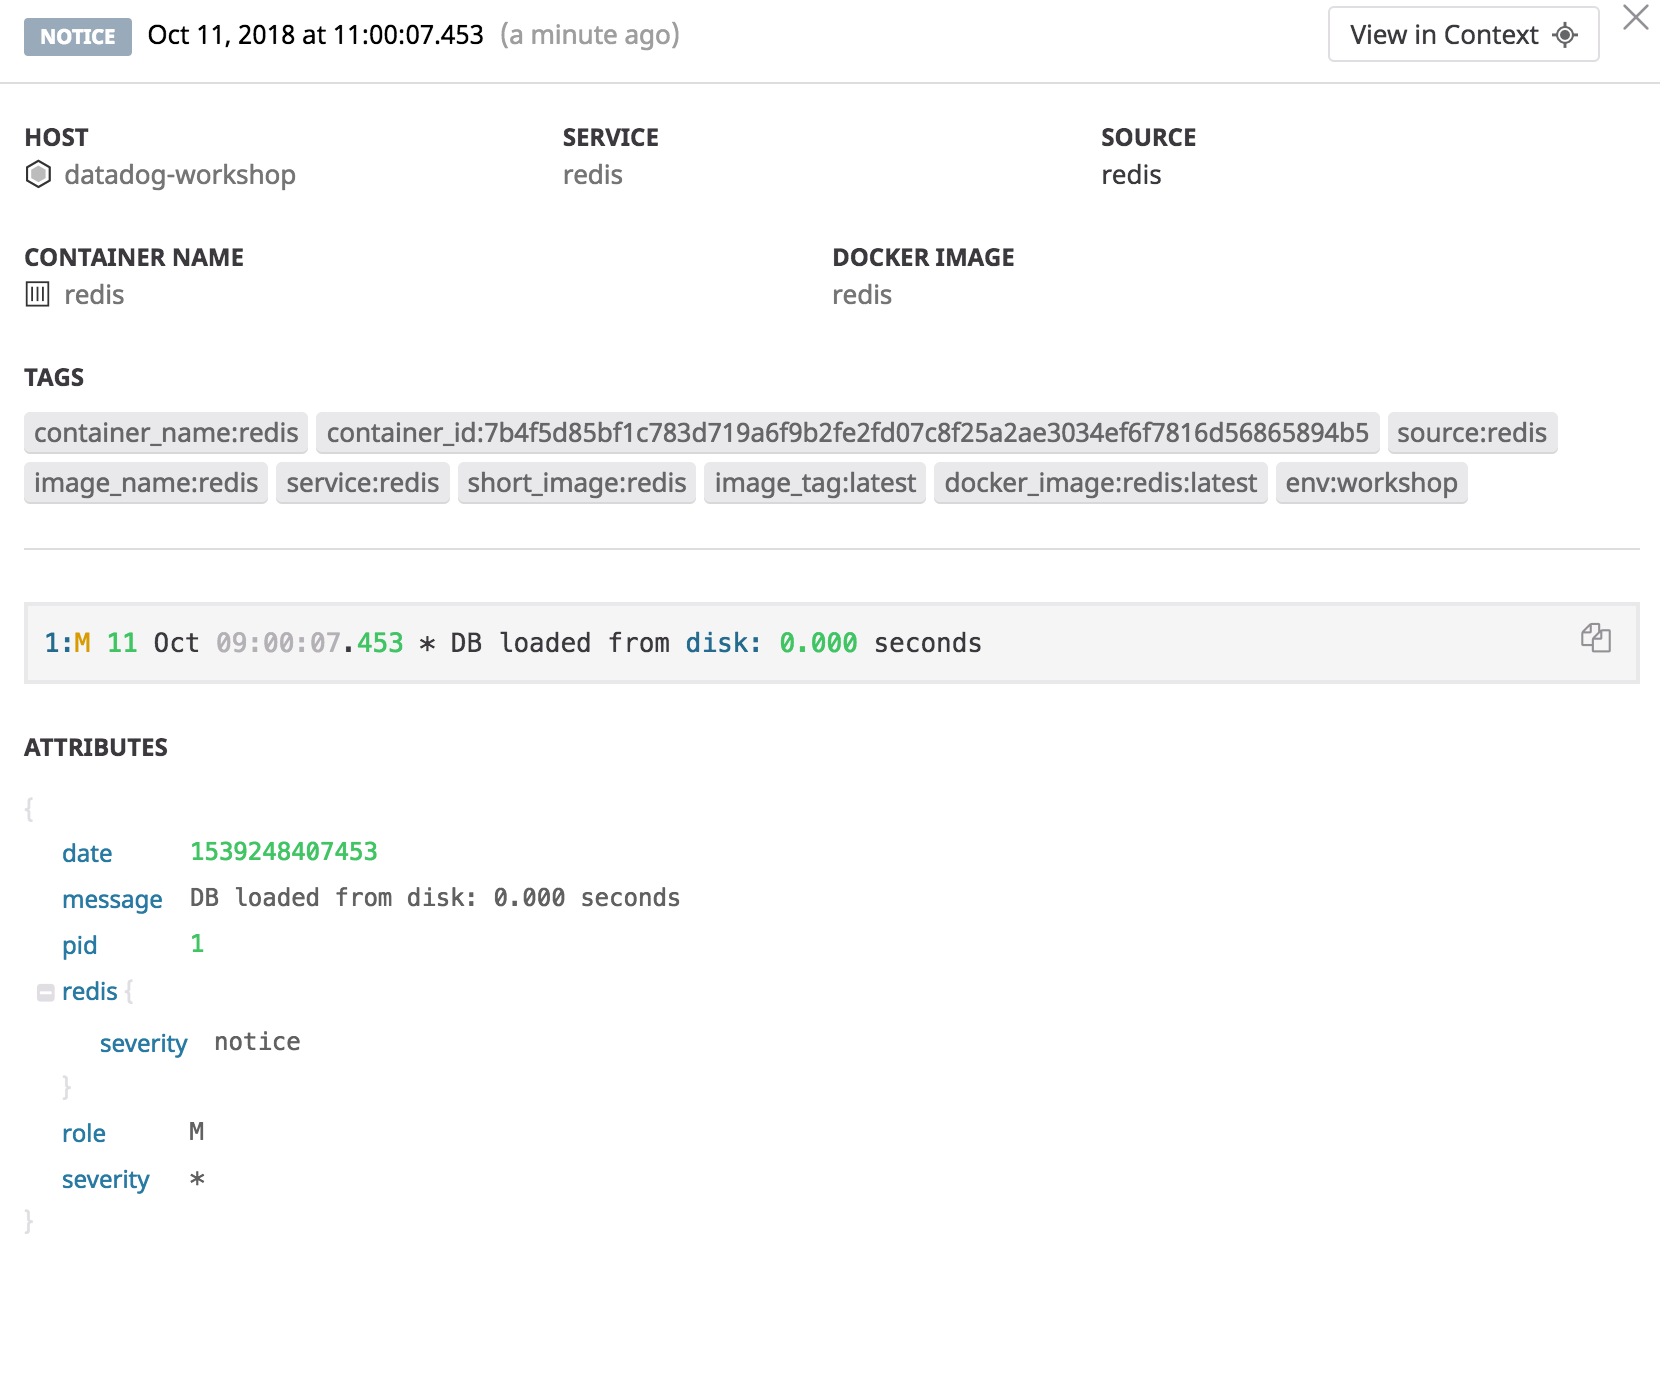 NOTICE Oct 11, 2018 at 11:00:07.453 (a minute ago) View in Context
HOST SERVICE SOURCE
datadog-workshop redis redis
CONTAINER NAME DOCKER IMAGE
redis redis
TAGS
container_name:redis container_id:7b4f5d85bf1c783d719a6f9b2fe2fd07c8f25a2ae3034ef6f7816d56865894b5 source:redis
image_name:redis service:redis short_image:redis image_tag:latest docker_image:redis:latest env:workshop
1:M 11 Oct 09:00:07.453 * DB loaded from disk: 0.000 seconds
ATTRIBUTES
{
date 1539248407453
message DB loaded from disk: 0.000 seconds
pid 1
redis {
severity notice
}
role M
severity *
}